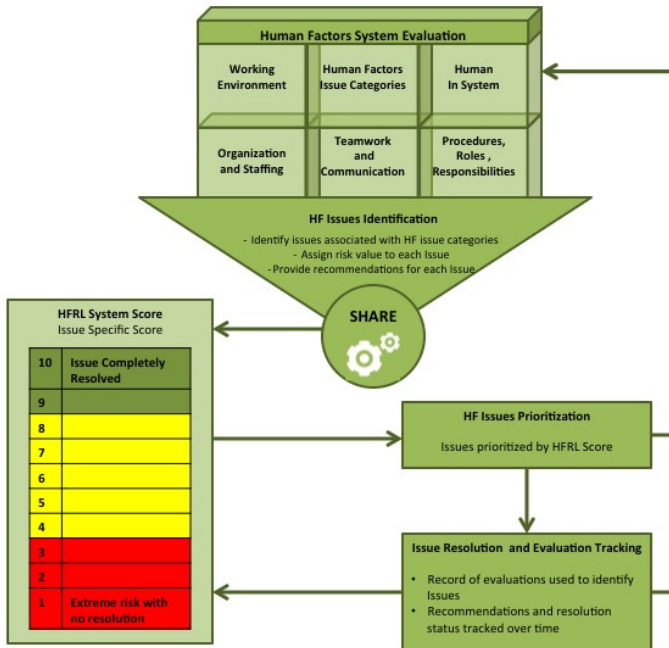 Human Factors System Evaluation
Working
Environment
Human Factors
Issue Categories
Human
In System
Organization
and Staffing
Teamwork
and
Communication
Procedures,
Roles ,
Responsibilities
HF Issues Identification
- Identify issues associated with HF issue categories
- Assign risk value to each Issue
-Provide recommendations for each Issue
SHARE
HFRL System Score
Issue Specific Score
10 Issue Completely
Resolved
9
8
7
6
5
4
3
2
1 Extreme risk with
no resolution
HF Issues Prioritization
Issues prioritized by HFRL Score
Issue Resolution and Evaluation Tracking
• Record of evaluations used to identify
Issues
• Recommendations and resolution
status tracked over time